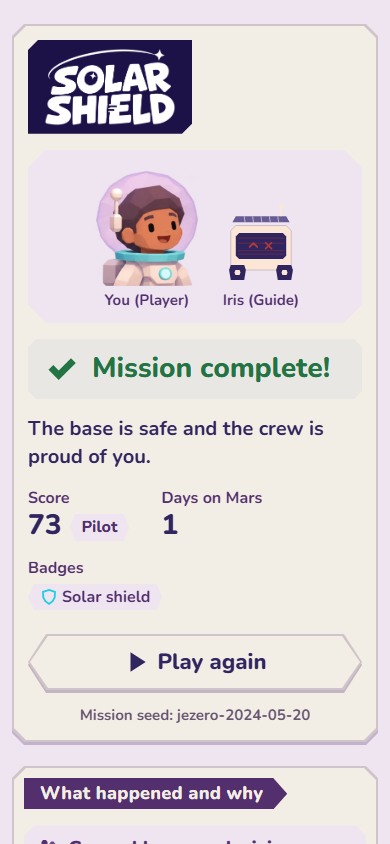 SOLAR
SHIELD
You (Player)
Iris (Guide)
Mission complete!
The base is safe and the crew is
proud of you.
Score
73 Pilot
Days on Mars
1
Badges
Solar shield
Play again
Mission seed: jezero-2024-05-20
What happened and why